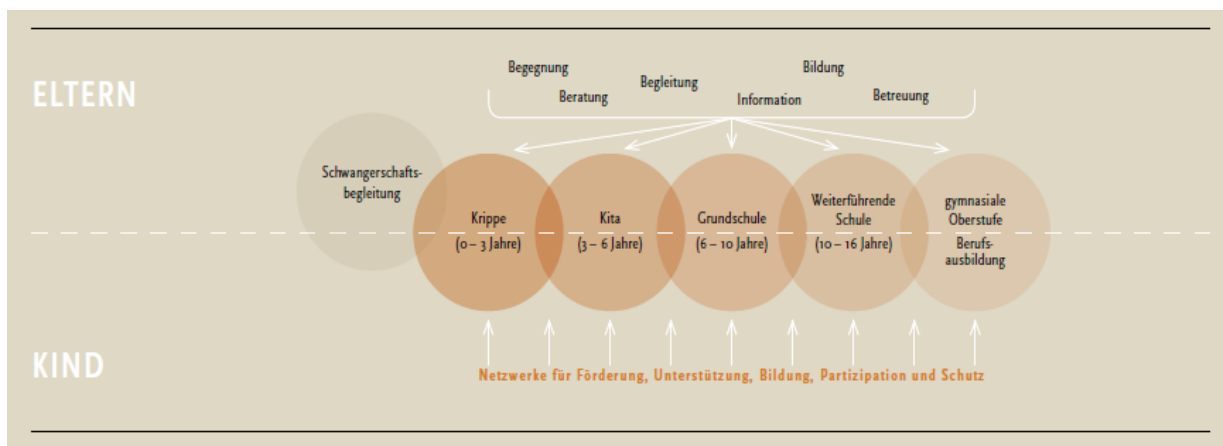 ELTERN
Begegnung
Beratung
Begleitung
Information
Bildung
Betreuung
Schwangerschafts-
begleitung
Krippe
(0 – 3 Jahre)
Kita
(3 – 6 Jahre)
Grundschule
(6 – 10 Jahre)
Weiterführende
Schule
(10 – 16 Jahre)
gymnasiale
Oberstufe
Berufs-
ausbildung
KIND
Netzwerke für Förderung, Unterstützung, Bildung, Partizipation und Schutz